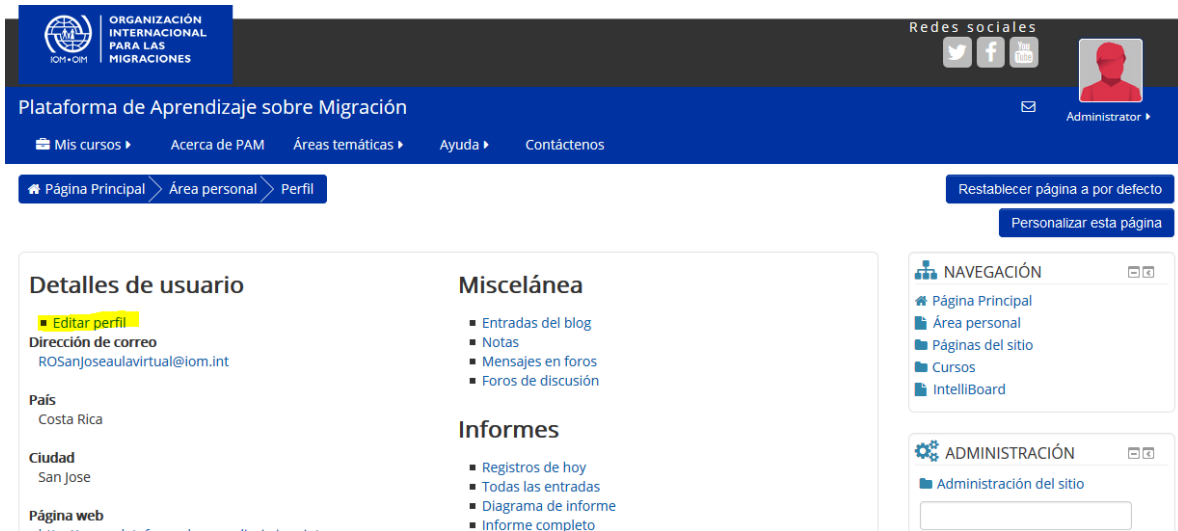 ORGANIZACIÓN
INTERNACIONAL
PARA LAS
MIGRACIONES
IOM•OIM
Redes sociales
You
Tube
Plataforma de Aprendizaje sobre Migración
Administrator
Mis cursos
Acerca de PAM
Áreas temáticas
Ayuda
Contáctenos
Página Principal
Área personal
Perfil
Restablecer página a por defecto
Personalizar esta página
Detalles de usuario
Editar perfil
Dirección de correo
ROSanJoseaulavirtual@iom.int
País
Costa Rica
Ciudad
San Jose
Página web
Miscelánea
Entradas del blog
Notas
Mensajes en foros
Foros de discusión
Informes
Registros de hoy
Todas las entradas
Diagrama de informe
Informe completo
NAVEGACIÓN
Página Principal
Área personal
Páginas del sitio
Cursos
IntelliBoard
ADMINISTRACIÓN
Administración del sitio